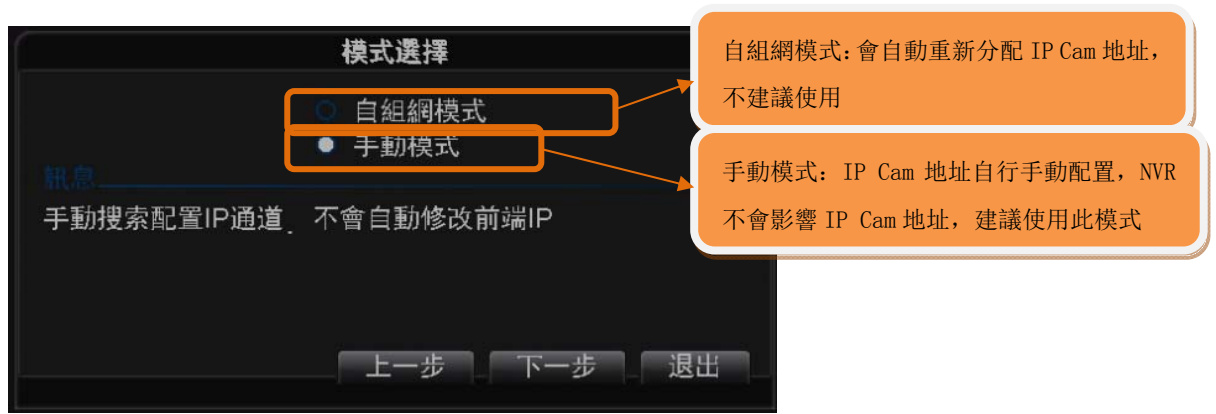 模式選擇
自組網模式
手動模式
訊息
手動搜索配置IP通道, 不會自動修改前端IP
上一步 下一步 退出
自組網模式：會自動重新分配 IP Cam 地址，
不建議使用
手動模式：IP Cam 地址自行手動配置，NVR
不會影響 IP Cam 地址，建議使用此模式